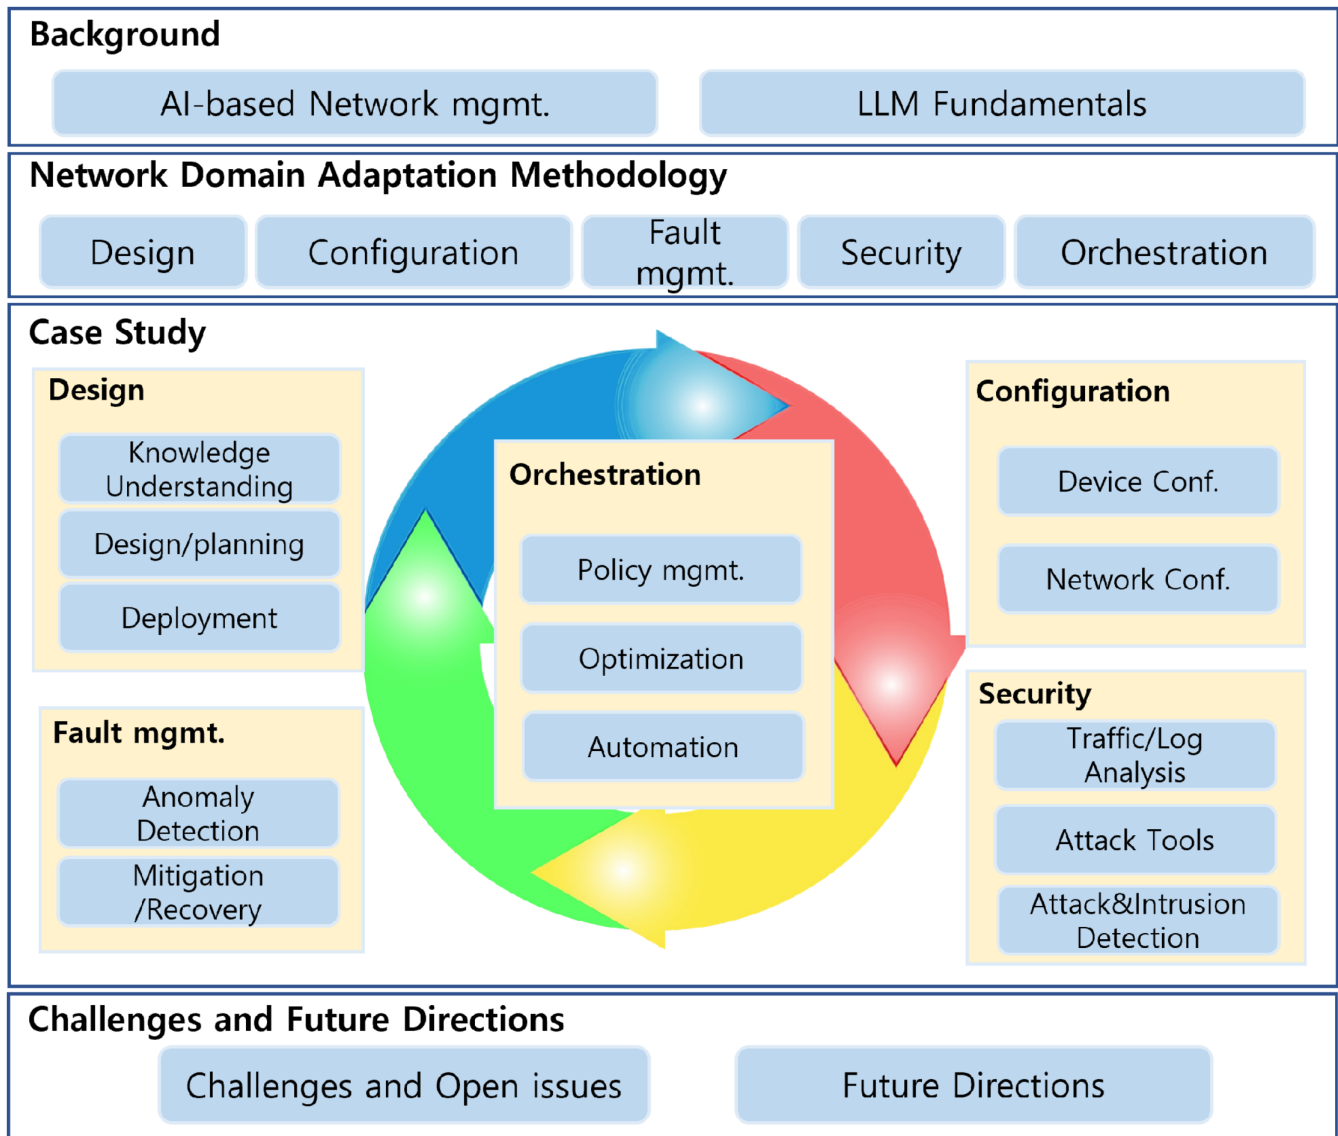 Background
AI-based Network mgmt.
LLM Fundamentals
Network Domain Adaptation Methodology
Design
Configuration
Fault
mgmt.
Security
Orchestration
Case Study
Design
Knowledge
Understanding
Design/planning
Deployment
Orchestration
Policy mgmt.
Optimization
Automation
Configuration
Device Conf.
Network Conf.
Fault mgmt.
Anomaly
Detection
Mitigation
/Recovery
Security
Traffic/Log
Analysis
Attack Tools
Attack&Intrusion
Detection
Challenges and Future Directions
Challenges and Open issues
Future Directions